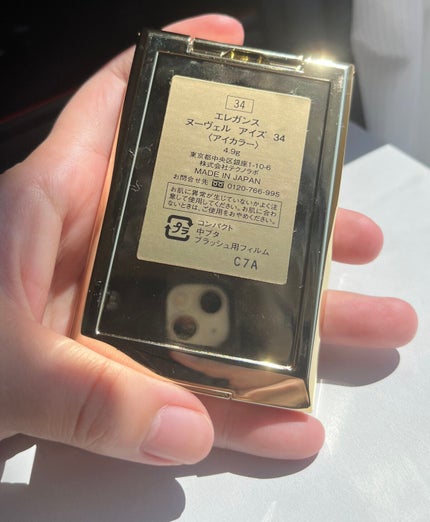 34
エレガンス
ヌーヴェル アイズ 34
〈アイカラー〉
4.9g
東京都中央区銀座1-10-6
株式会社テクノラボ
MADE IN JAPAN
お問合せ先 ☎ 0120-766-995
お肌に異常が生じていないかよく注
意して使用してください。お肌に合わ
ないときは、ご使用をおやめください。
プラ
コンパクト
中ブタ
ブラッシュ用フィルム
C7A